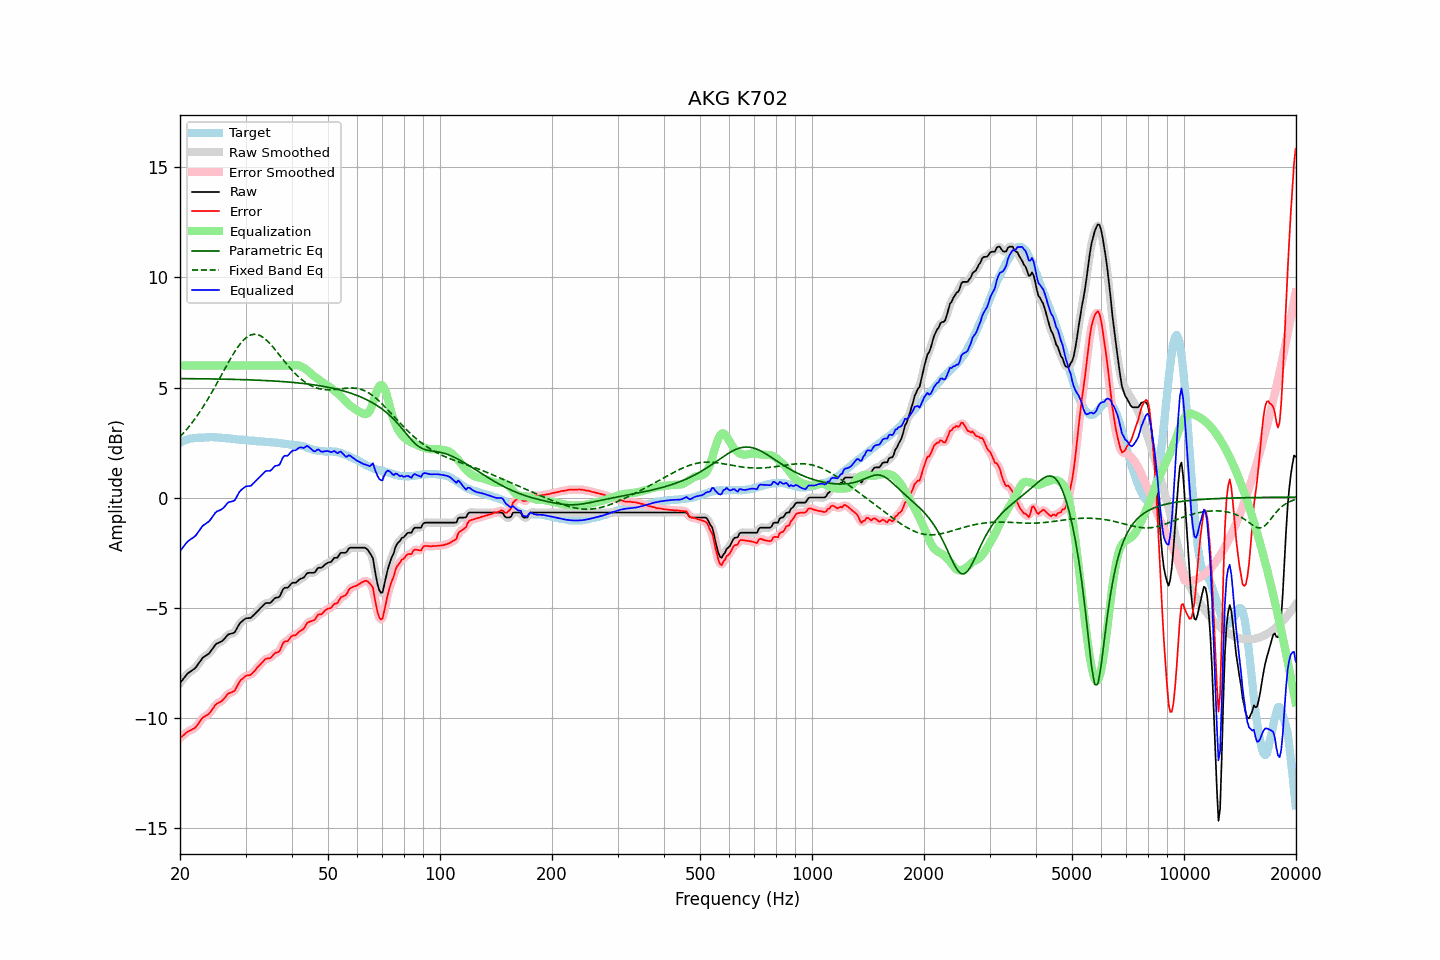 AKG K702
Target
Raw Smoothed
Error Smoothed
Raw
Error
Equalization
Parametric Eq
Fixed Band Eq
Equalized
Amplitude (dBr)
15
10
5
0
−5
−10
−15
20
50
100
200
500
1000
2000
5000
10000
20000
Frequency (Hz)